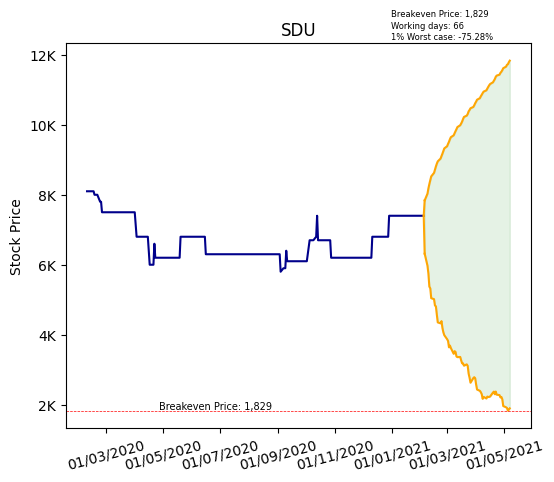 Breakeven Price: 1,829
Working days: 66
1% Worst case: -75.28%
SDU
Stock Price
12K
10K
8K
6K
4K
2K
Breakeven Price: 1,829
01/03/2020
01/05/2020
01/07/2020
01/09/2020
01/11/2020
01/01/2021
01/03/2021
01/05/2021